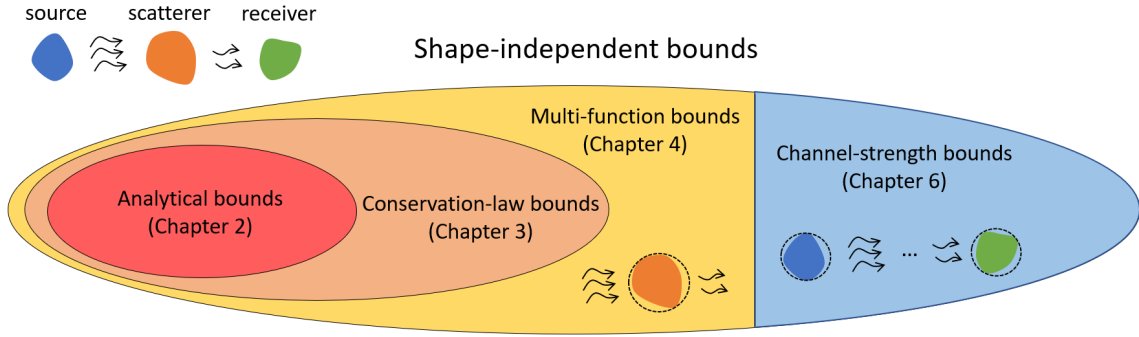 source scatterer receiver
Shape-independent bounds
Multi-function bounds
(Chapter 4)
Channel-strength bounds
(Chapter 6)
Analytical bounds
(Chapter 2)
Conservation-law bounds
(Chapter 3)
...